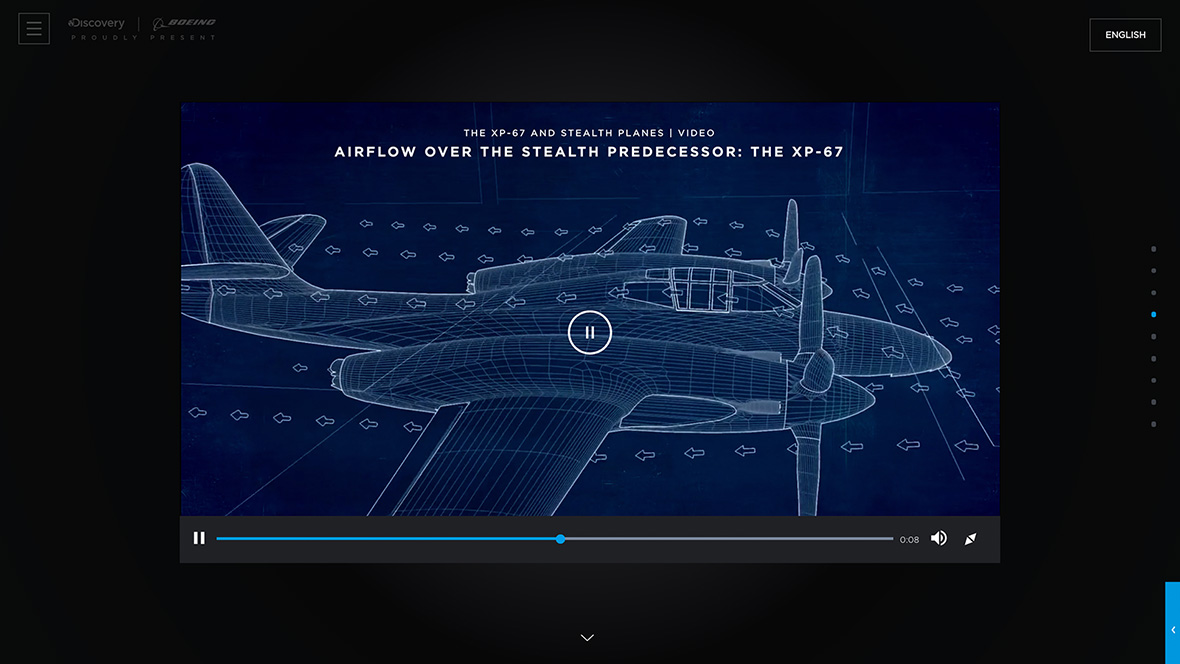 Discovery | BOEING
PROUDLY PRESENT
ENGLISH
THE XP-67 AND STEALTH PLANES | VIDEO
AIRFLOW OVER THE STEALTH PREDECESSOR: THE XP-67
0:08